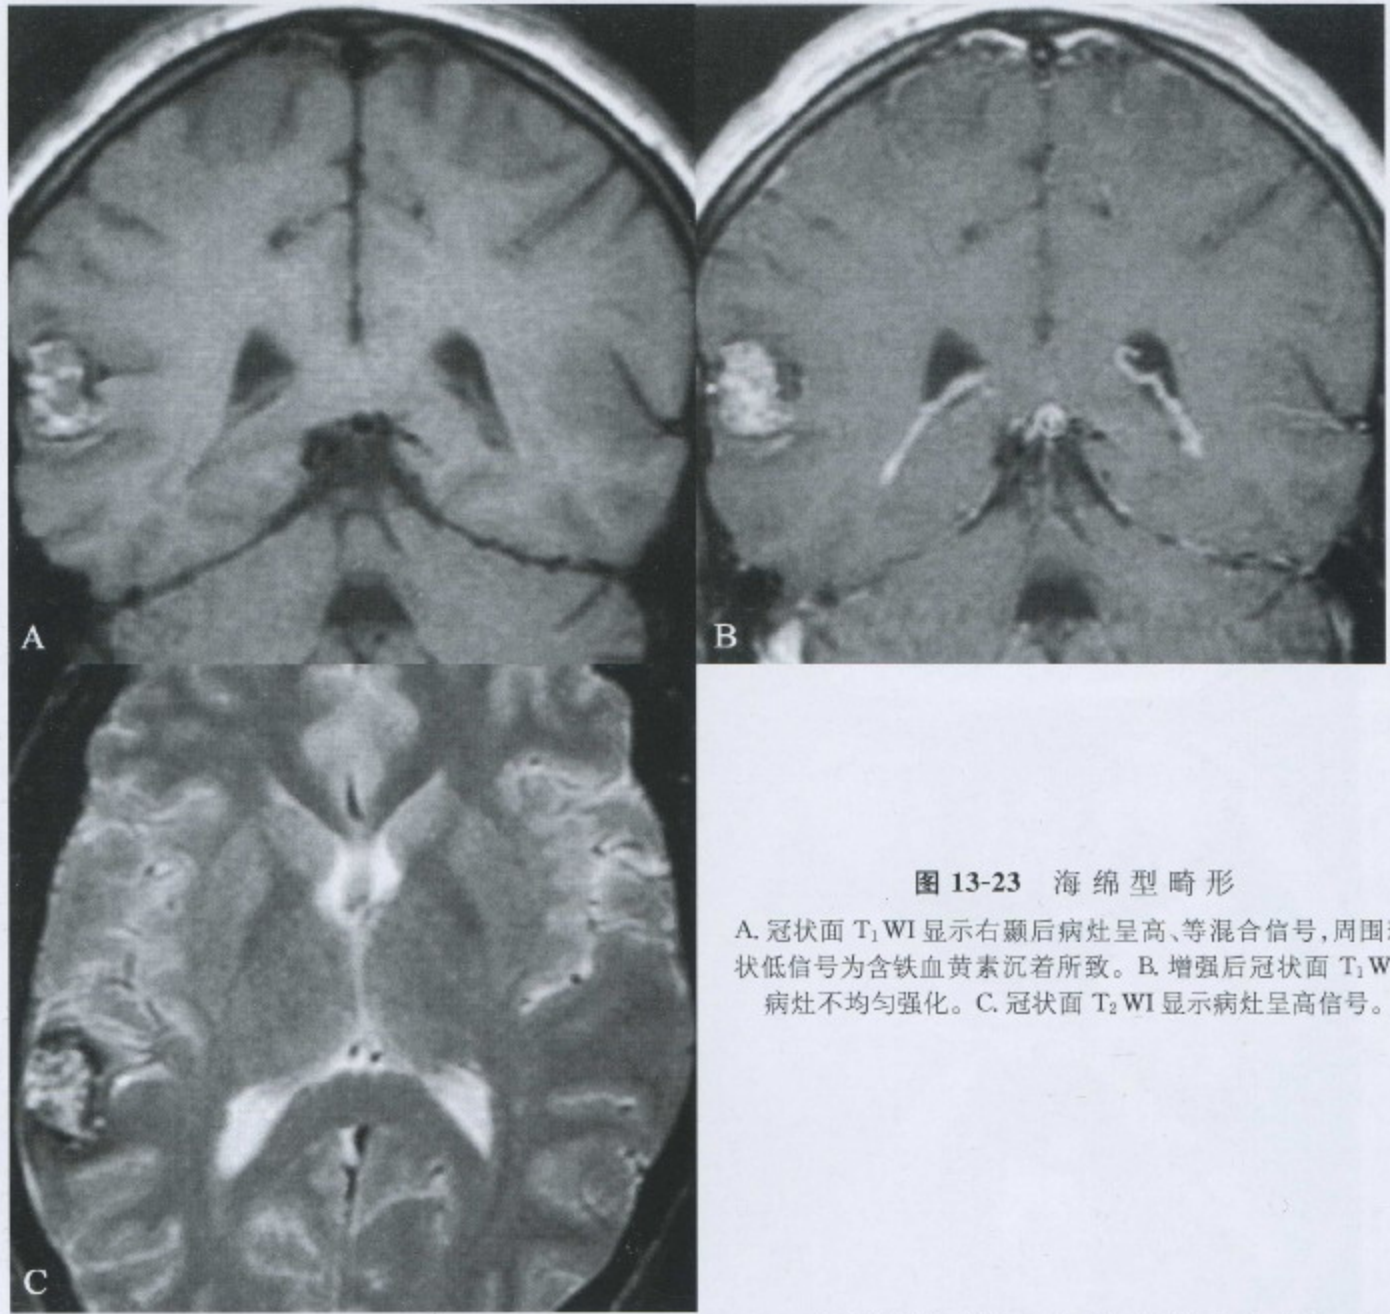 A
B
C
图 13-23 海绵型畸形
A. 冠状面 T₁WI 显示右颞后病灶呈高、等混合信号,周围
状低信号为含铁血黄素沉着所致。B. 增强后冠状面 T₁W
病灶不均匀强化。C. 冠状面 T₂WI 显示病灶呈高信号。